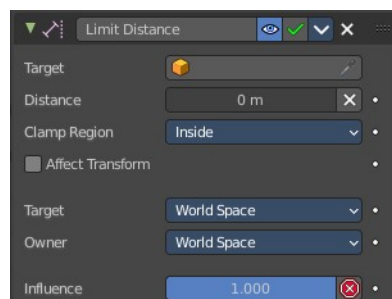 Limit Distance
Target
Distance 0 m
Clamp Region Inside
Affect Transform
Target World Space
Owner World Space
Influence 1.000